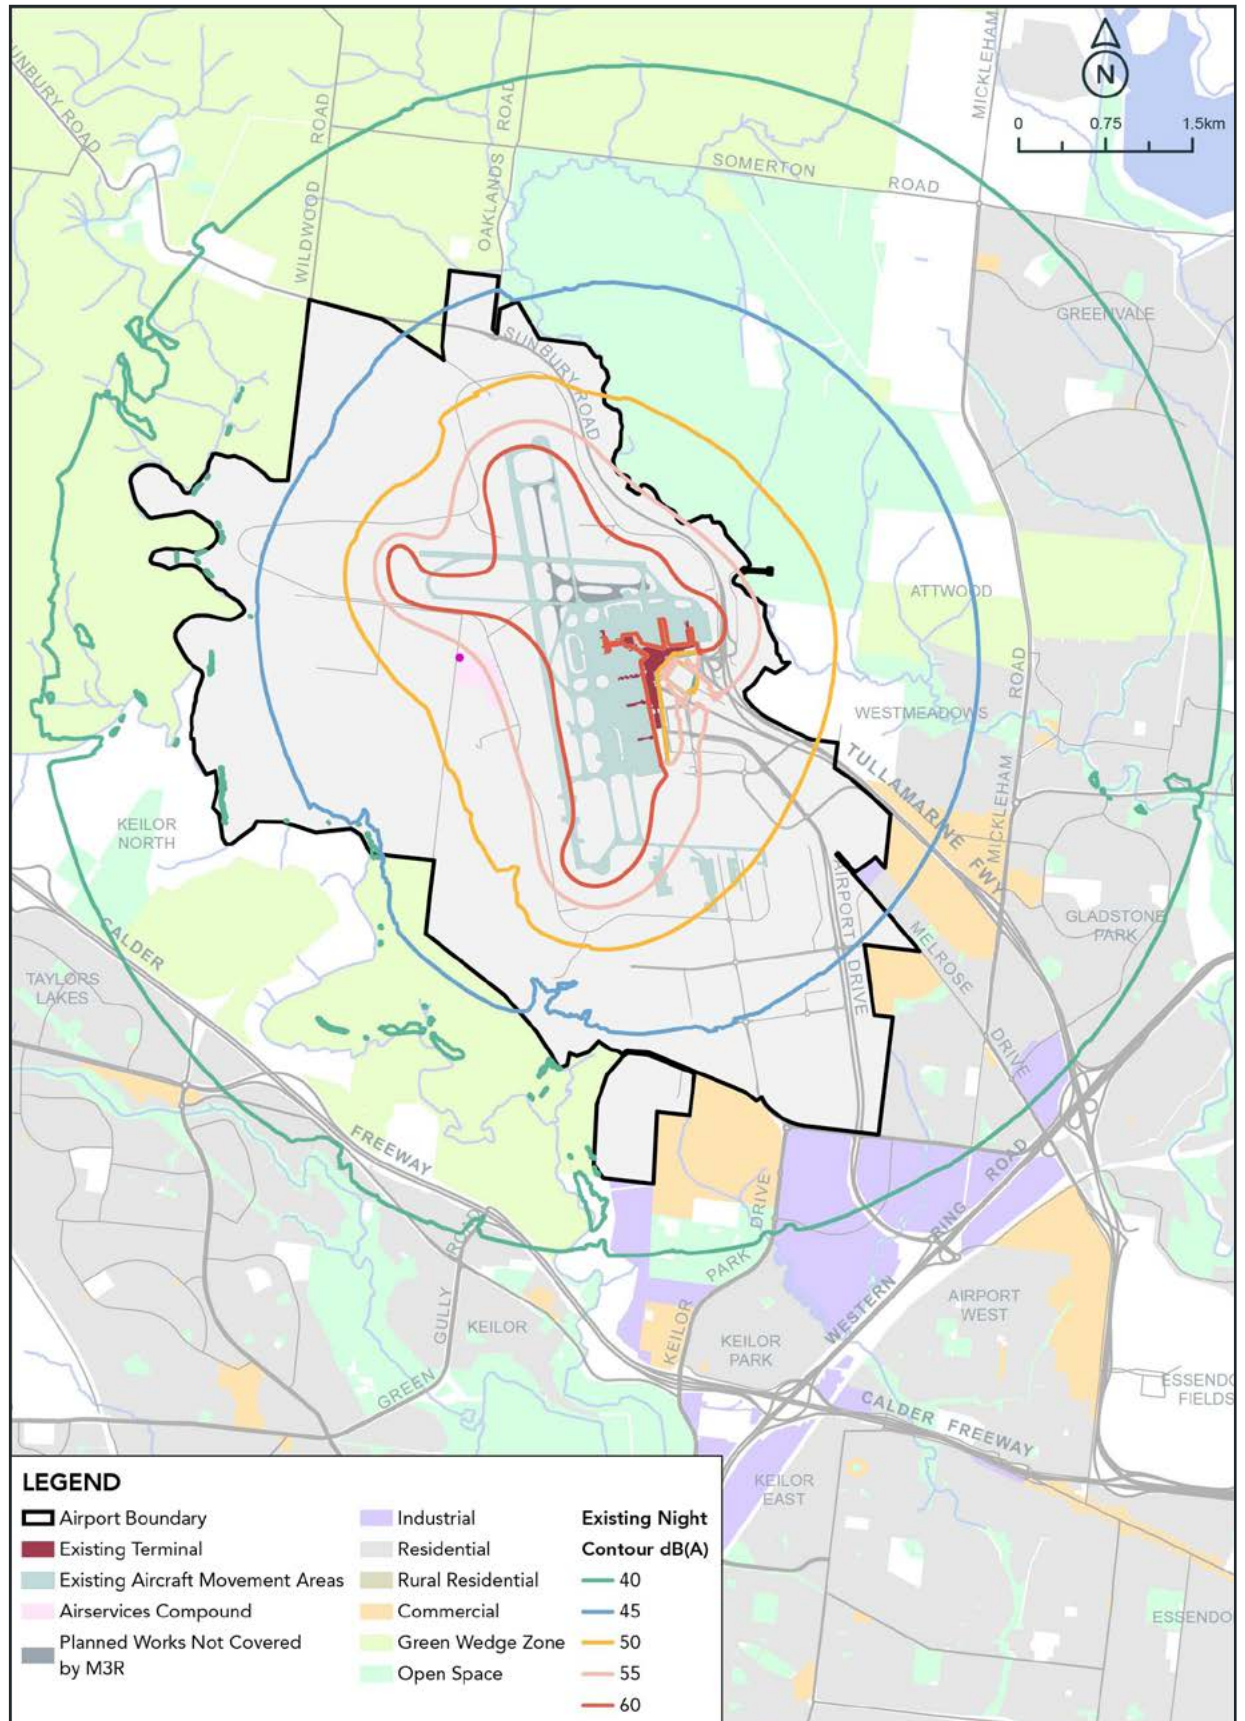 UNBURY ROAD
WILDWOOD ROAD
OAKLANDS ROAD
MICKLEHAM
N
0 0.75 1.5km
SOMERTON ROAD
GREENVALE
SUNBURY ROAD
ATTWOOD
MICKLEHAM ROAD
WESTMEADOWS
TULLAMARINE FWY
KEILOR
NORTH
AIRPORT DRIVE
MELROSE DRIVE
GLADSTONE
PARK
CALDER FREEWAY
TAYLORS
LAKES
KEILOR PARK DRIVE
WESTERN RING ROAD
GREEN GULLY ROAD
KEILOR
KEILOR
PARK
AIRPORT
WEST
ESSENDO
FIELDS
CALDER FREEWAY
KEILOR
EAST
ESSENDO
LEGEND
Airport Boundary
Existing Terminal
Existing Aircraft Movement Areas
Airservices Compound
Planned Works Not Covered
by M3R
Industrial
Residential
Rural Residential
Commercial
Green Wedge Zone
Open Space
Existing Night
Contour dB(A)
40
45
50
55
60